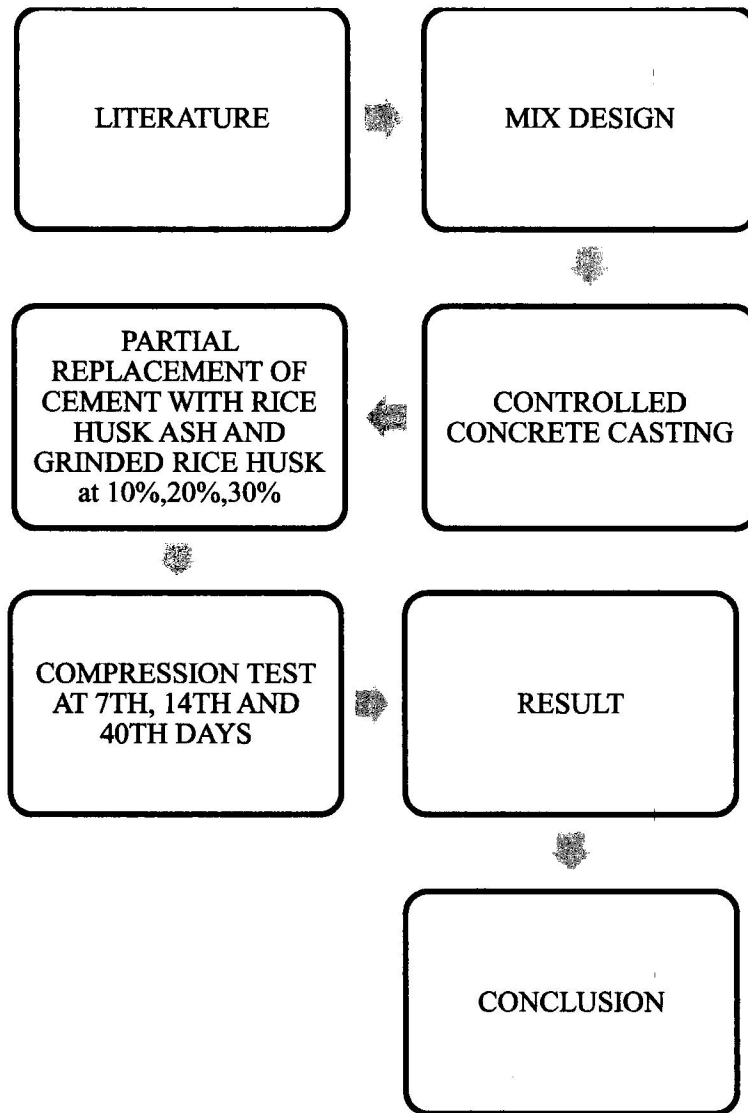 LITERATURE
MIX DESIGN
CONTROLLED
CONCRETE CASTING
PARTIAL
REPLACEMENT OF
CEMENT WITH RICE
HUSK ASH AND
GRINDED RICE HUSK
at 10%,20%,30%
COMPRESSION TEST
AT 7TH, 14TH AND
40TH DAYS
RESULT
CONCLUSION